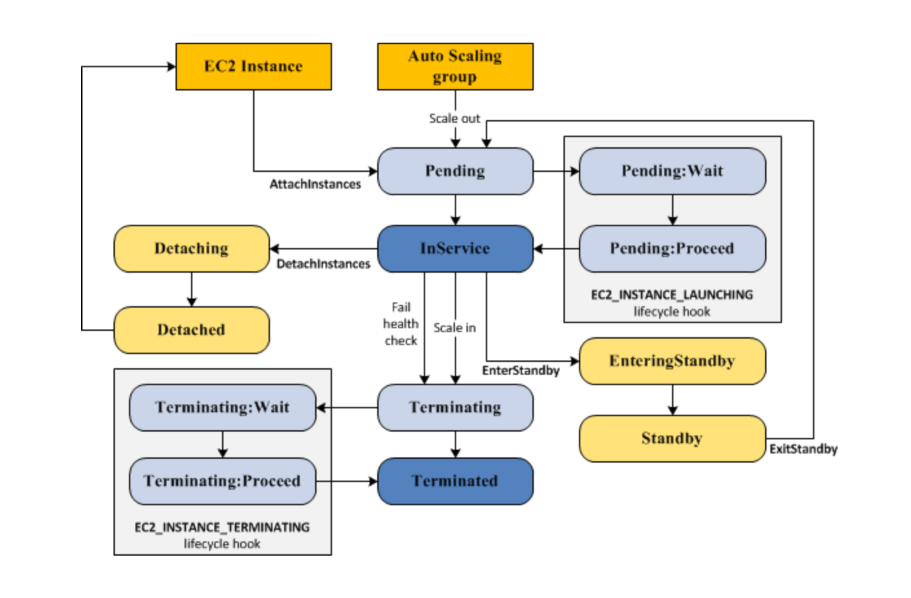 EC2 Instance
Auto Scaling
group
Scale out
Pending
Pending:Wait
AttachInstances
Detaching
DetachInstances
InService
Pending:Proceed
EC2_INSTANCE_LAUNCHING
lifecycle hook
Detached
Fail
health
check
Scale in
EnterStandby
EnteringStandby
Terminating:Wait
Terminating
Standby
ExitStandby
Terminating:Proceed
Terminated
EC2_INSTANCE_TERMINATING
lifecycle hook